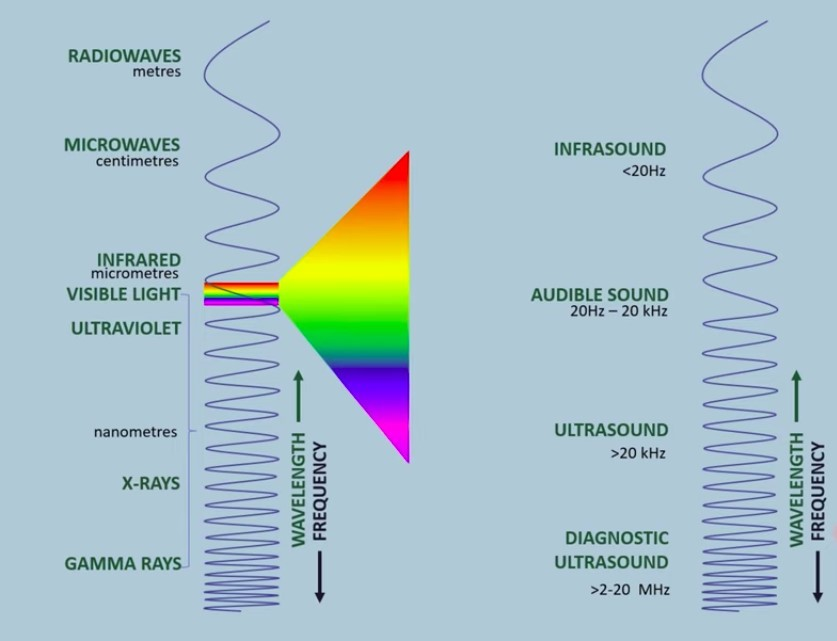 RADIOWAVES
metres
MICROWAVES
centimetres
INFRARED
micrometres
VISIBLE LIGHT
ULTRAVIOLET
nanometres
X-RAYS
GAMMA RAYS
WAVELENGTH
FREQUENCY
INFRASOUND
<20Hz
AUDIBLE SOUND
20Hz – 20 kHz
ULTRASOUND
>20 kHz
DIAGNOSTIC
ULTRASOUND
>2-20 MHz
WAVELENGTH
FREQUENCY